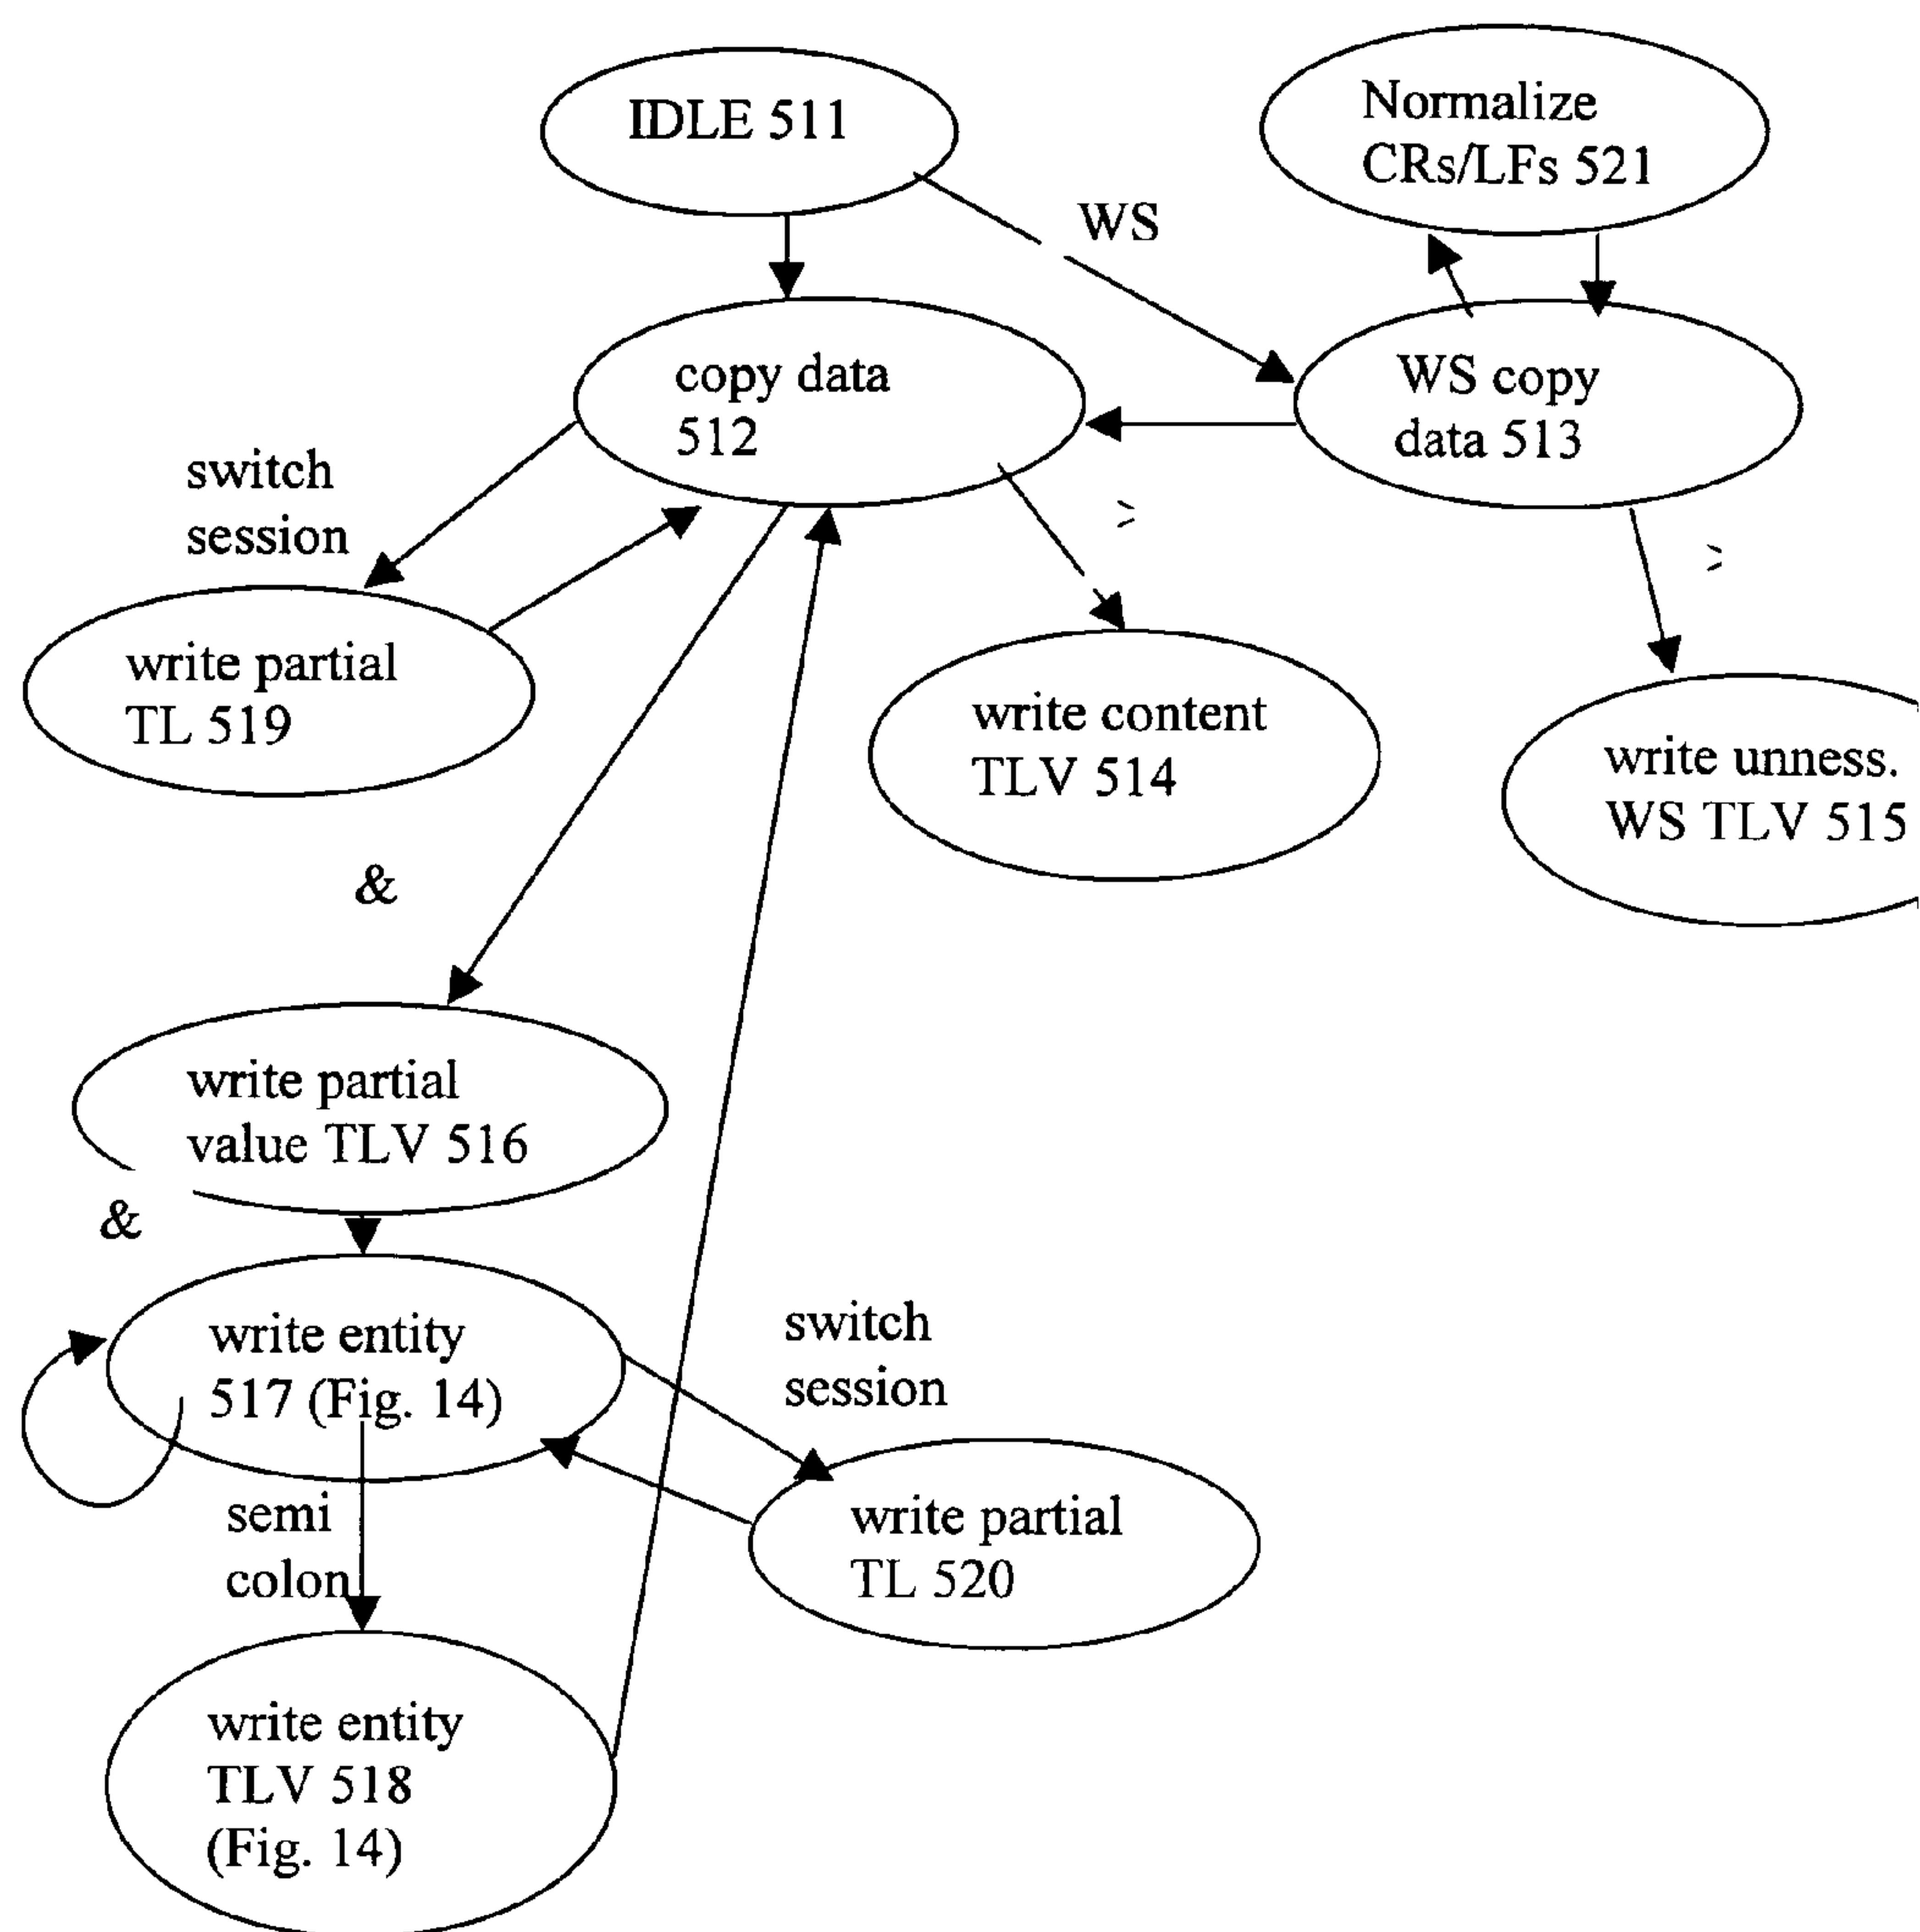 IDLE 511
Normalize
CRs/LFs 521
WS
copy data
512
WS copy
data 513
switch
session
>
>
write partial
TL 519
write content
TLV 514
write unness.
WS TLV 515
&
write partial
value TLV 516
&
write entity
517 (Fig. 14)
switch
session
semi
colon
write partial
TL 520
write entity
TLV 518
(Fig. 14)